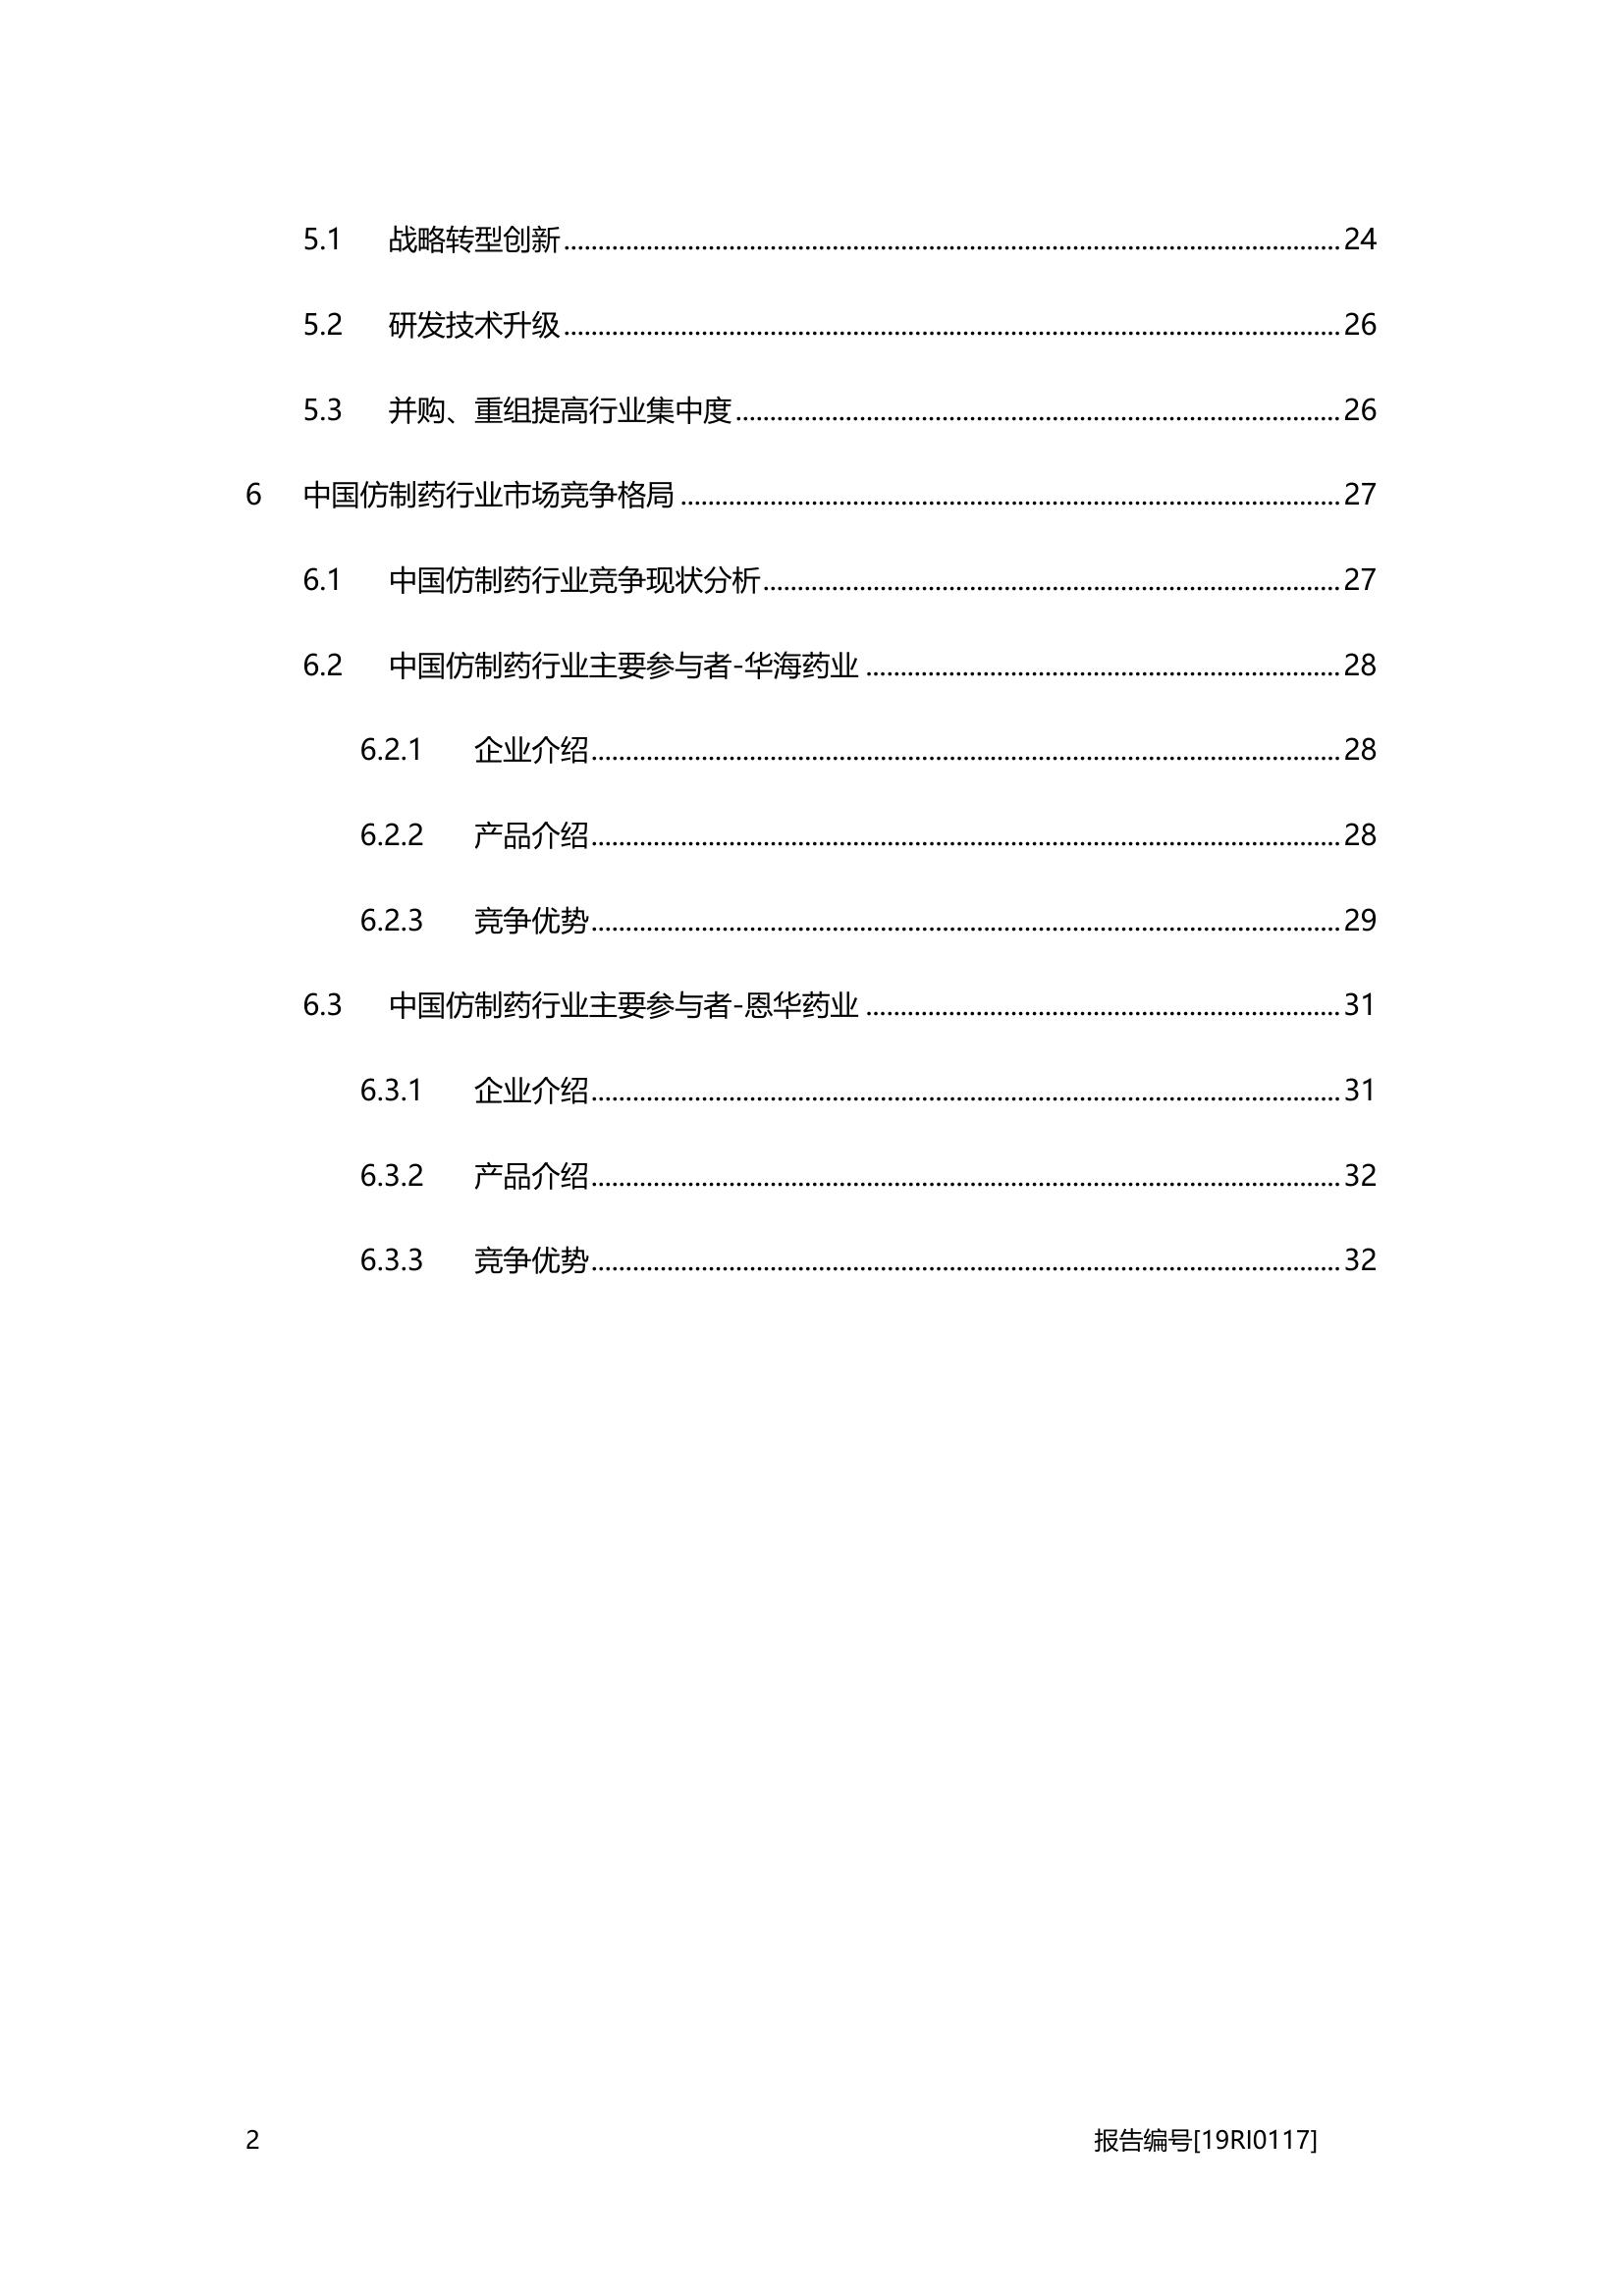 5.1 战略转型创新 24
5.2 研发技术升级 26
5.3 并购、重组提高行业集中度 26
6 中国仿制药行业市场竞争格局 27
6.1 中国仿制药行业竞争现状分析 27
6.2 中国仿制药行业主要参与者-华海药业 28
6.2.1 企业介绍 28
6.2.2 产品介绍 28
6.2.3 竞争优势 29
6.3 中国仿制药行业主要参与者-恩华药业 31
6.3.1 企业介绍 31
6.3.2 产品介绍 32
6.3.3 竞争优势 32
2 报告编号[19RI0117]